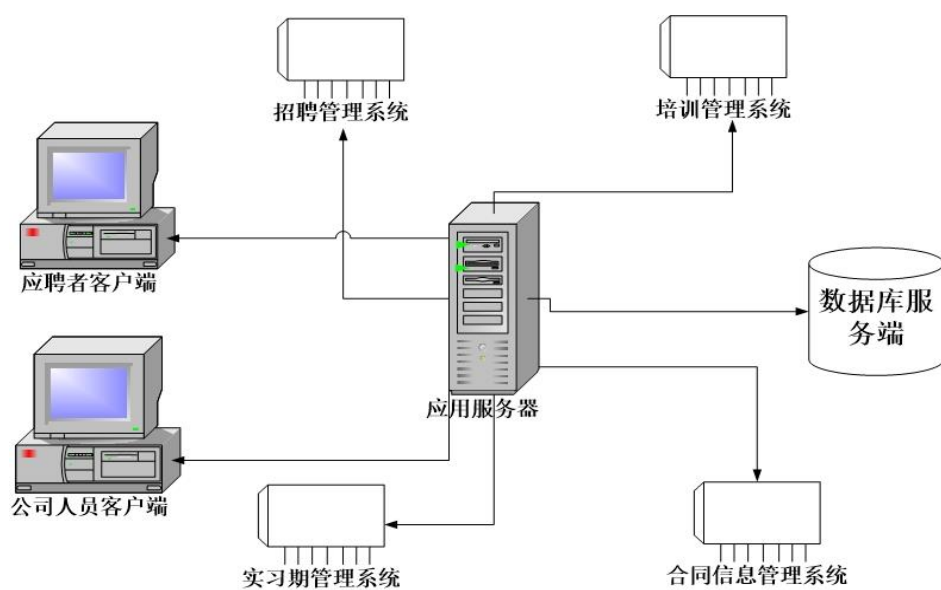 招聘管理系统
培训管理系统
应聘者客户端
数据库服
务端
应用服务器
公司人员客户端
实习期管理系统
合同信息管理系统